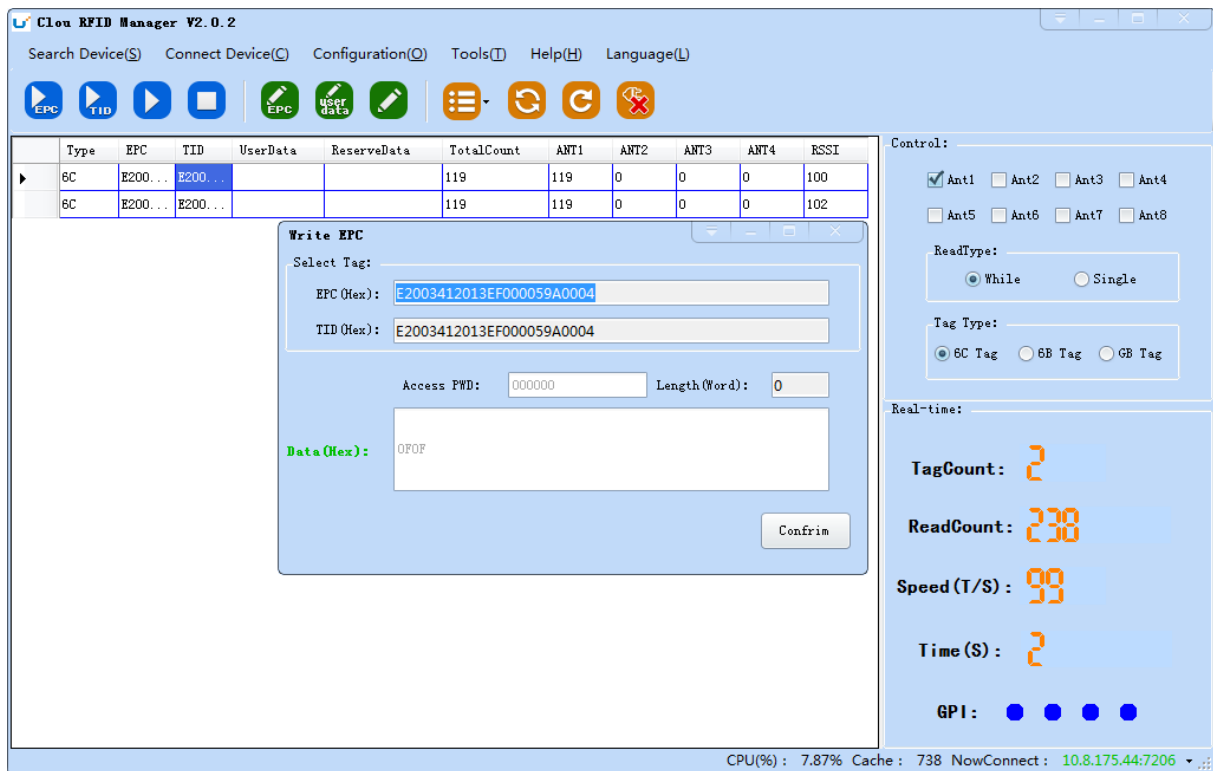 Clou RFID Manager V2.0.2
Search Device(S) Connect Device(C) Configuration(O) Tools(T) Help(H) Language(L)
EPC TID EPC user data
Type EPC TID UserData ReserveData TotalCount ANT1 ANT2 ANT3 ANT4 RSSI
6C E200... E200... 119 119 0 0 0 100
6C E200... E200... 119 119 0 0 0 102
Write EPC
Select Tag:
EPC(Hex): E2003412013EF000059A0004
TID(Hex): E2003412013EF000059A0004
Access PWD: 000000 Length(Word): 0
Data(Hex): 0F0F
Confrim
Control:
Ant1 Ant2 Ant3 Ant4
Ant5 Ant6 Ant7 Ant8
ReadType:
While Single
Tag Type:
6C Tag 6B Tag GB Tag
Real-time:
TagCount: 2
ReadCount: 238
Speed(T/S): 99
Time(S): 2
GPI:
CPU(%) : 7.87% Cache : 738 NowConnect : 10.8.175.44:7206